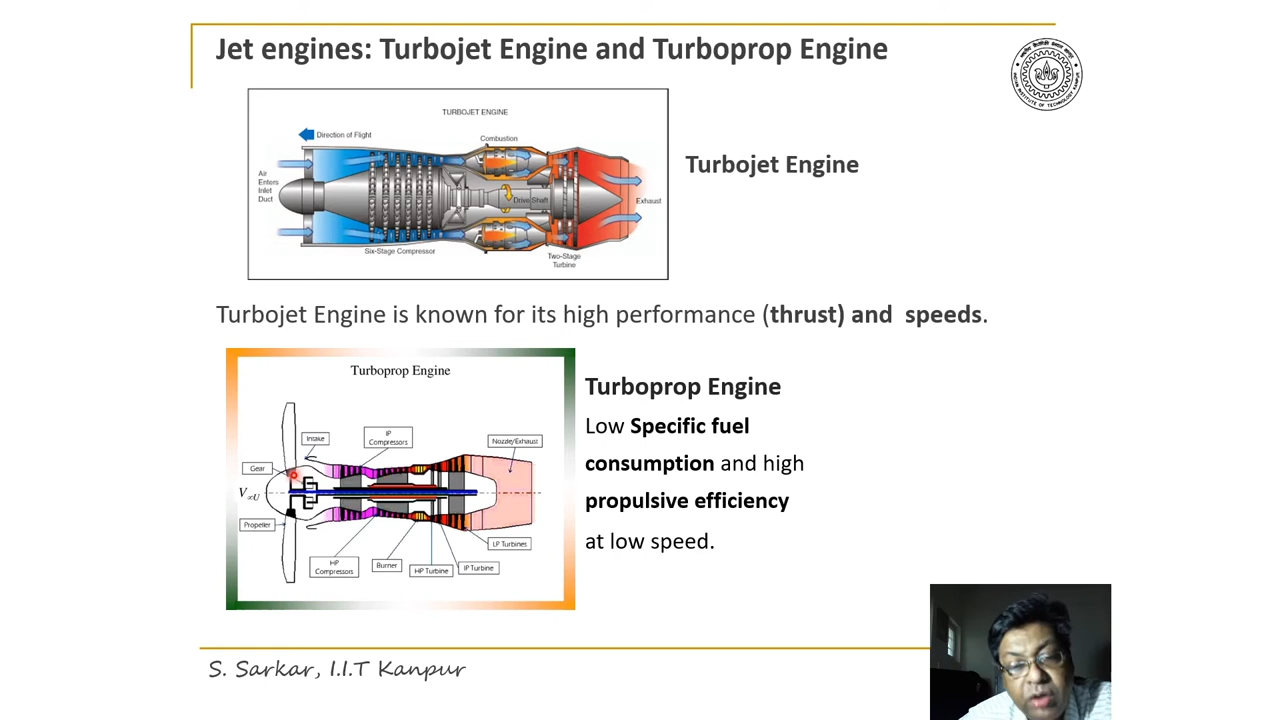 Jet engines: Turbojet Engine and Turboprop Engine
TURBOJET ENGINE
Direction of Flight
Combustion
Air
Enters
Inlet
Duct
Drive Shaft
Exhaust
Six-Stage Compressor
Two-Stage
Turbine
Turbojet Engine
Turbojet Engine is known for its high performance (thrust) and speeds.
Turboprop Engine
Intake
IP
Compressors
Nozzle/Exhaust
Gear
V∞U
Propeller
HP
Compressors
Burner
HP Turbine
IP Turbine
LP Turbines
Turboprop Engine
Low Specific fuel
consumption and high
propulsive efficiency
at low speed.
S. Sarkar, I.I.T Kanpur